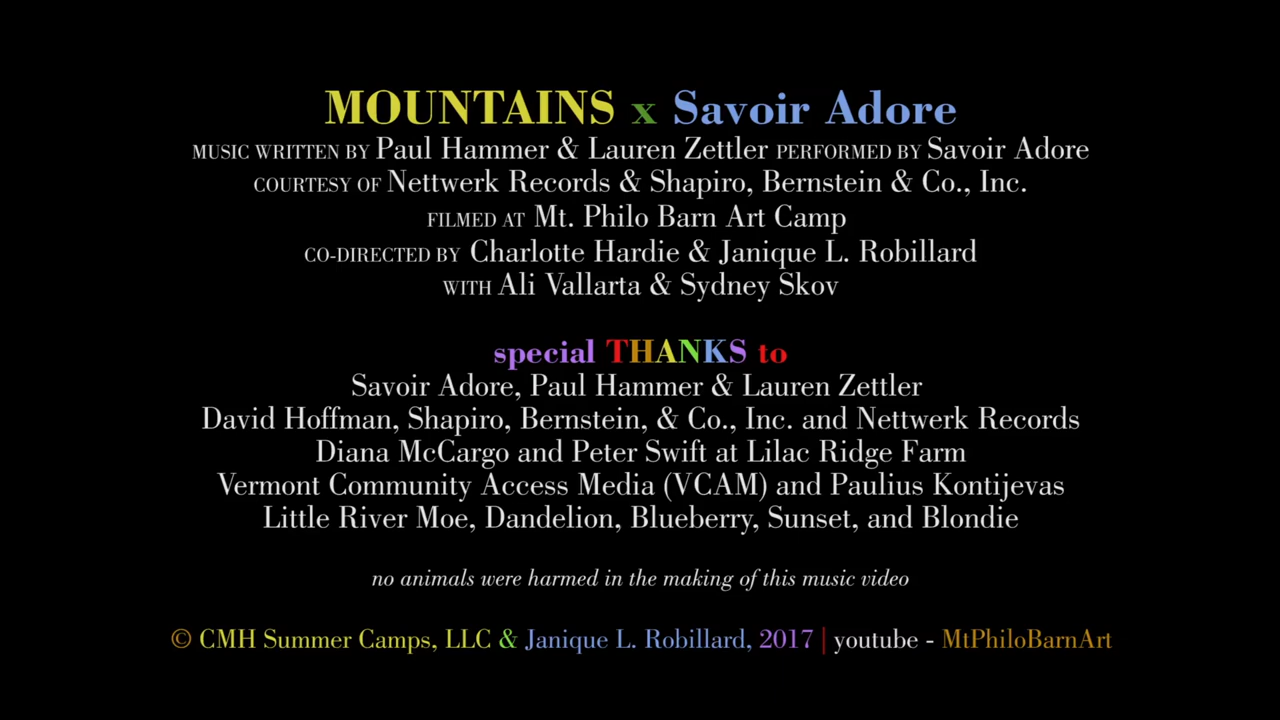 MOUNTAINS x Savoir Adore
MUSIC WRITTEN BY Paul Hammer & Lauren Zettler PERFORMED BY Savoir Adore
COURTESY OF Nettwerk Records & Shapiro, Bernstein & Co., Inc.
FILMED AT Mt. Philo Barn Art Camp
CO-DIRECTED BY Charlotte Hardie & Janique L. Robillard
WITH Ali Vallarta & Sydney Skov
special THANKS to
Savoir Adore, Paul Hammer & Lauren Zettler
David Hoffman, Shapiro, Bernstein, & Co., Inc. and Nettwerk Records
Diana McCargo and Peter Swift at Lilac Ridge Farm
Vermont Community Access Media (VCAM) and Paulius Kontijevas
Little River Moe, Dandelion, Blueberry, Sunset, and Blondie
no animals were harmed in the making of this music video
© CMH Summer Camps, LLC & Janique L. Robillard, 2017 | youtube - MtPhiloBarnArt